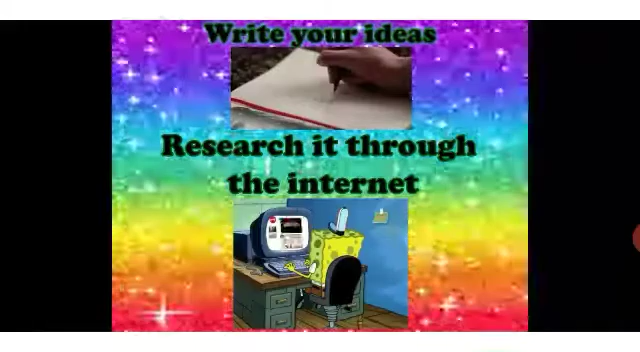 Write your ideas
Research it through
the internet